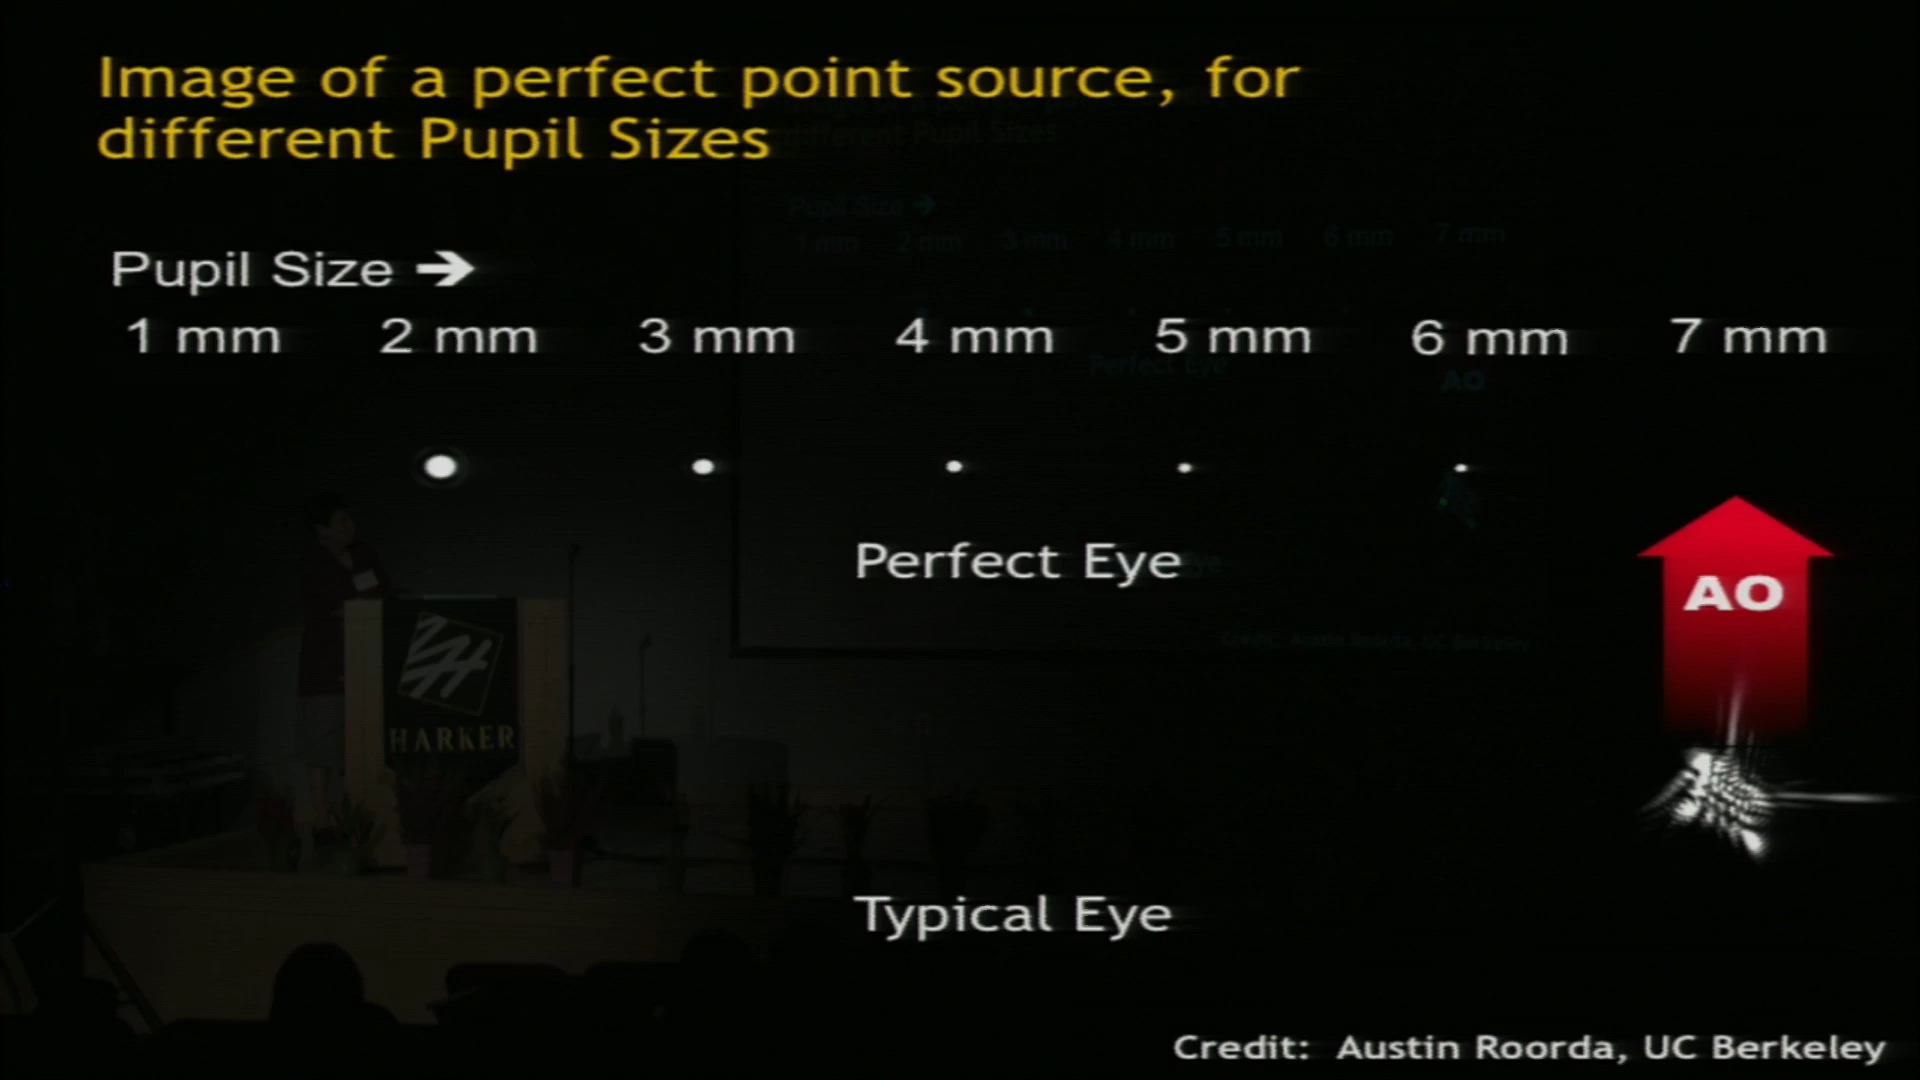 Image of a perfect point source, for
different Pupil Sizes
Pupil Size →
1 mm 2 mm 3 mm 4 mm 5 mm 6 mm 7 mm
Perfect Eye
AO
HARKER
Typical Eye
Credit: Austin Roorda, UC Berkeley